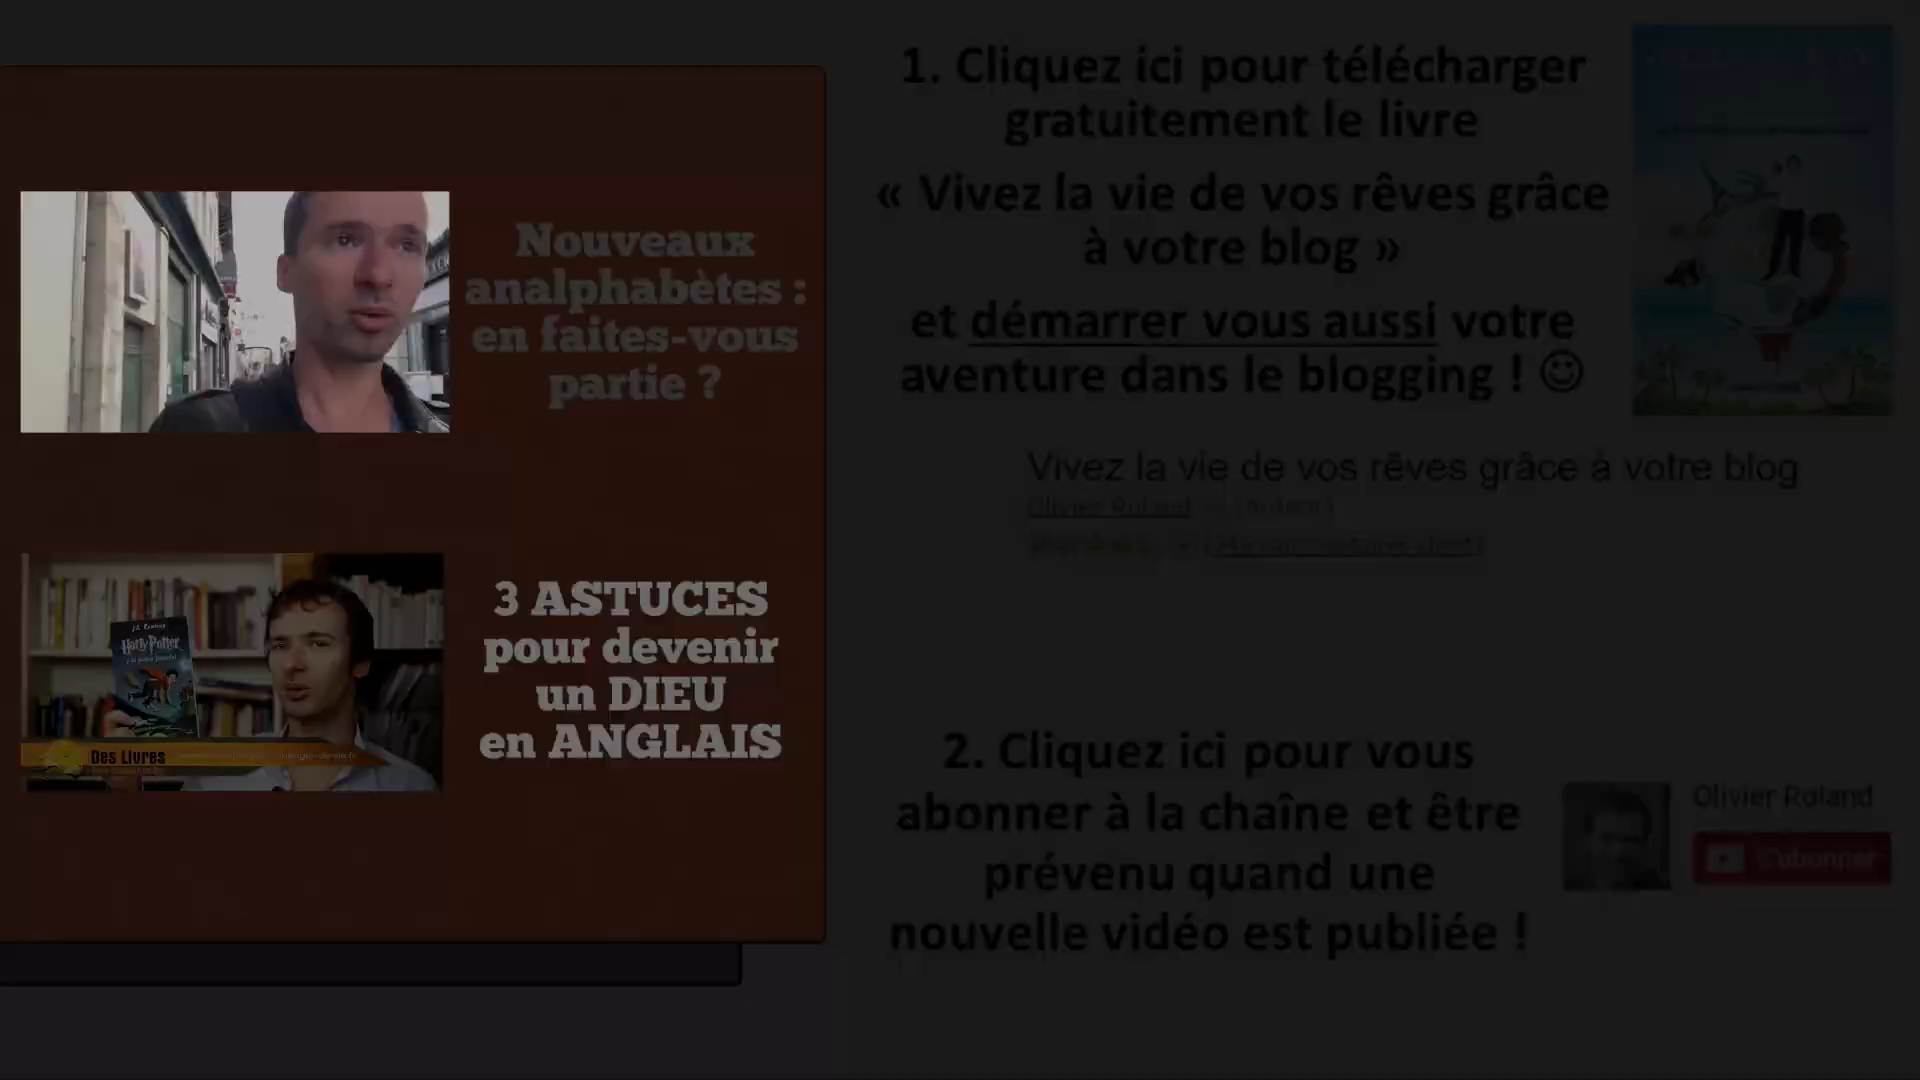 Nouveaux
analphabètes :
en faites-vous
partie ?
J.K. Rowling
Harry Potter
Des Livres
3 ASTUCES
pour devenir
un DIEU
en ANGLAIS
1. Cliquez ici pour télécharger
gratuitement le livre
« Vivez la vie de vos rêves grâce
à votre blog »
et démarrer vous aussi votre
aventure dans le blogging ! ☺
Vivez la vie de vos rêves grâce à votre blog
Olivier Roland
2. Cliquez ici pour vous
abonner à la chaîne et être
prévenu quand une
nouvelle vidéo est publiée !
Olivier Roland
S'abonner